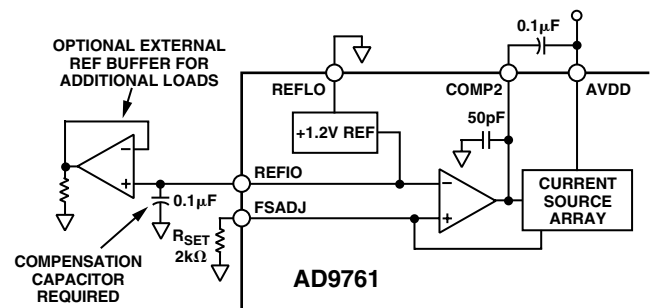 OPTIONAL EXTERNAL
REF BUFFER FOR
ADDITIONAL LOADS
0.1µF
REFLO
COMP2
AVDD
50pF
+1.2V REF
–
+
REFIO
0.1µF
FSADJ
–
+
CURRENT
SOURCE
ARRAY
RSET
2kΩ
COMPENSATION
CAPACITOR
REQUIRED
AD9761